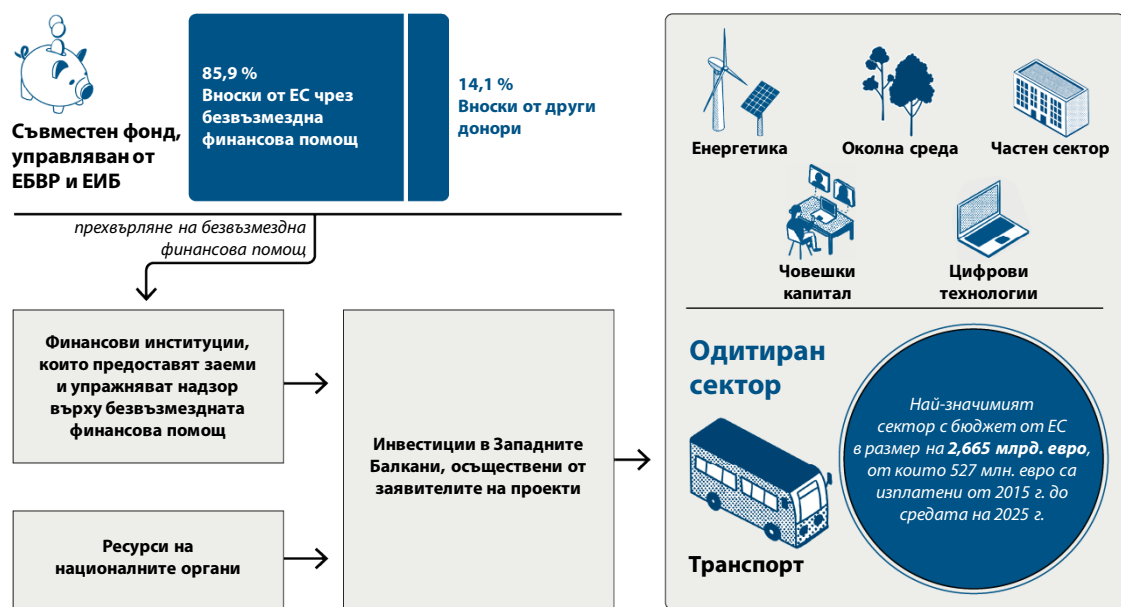 Съвместен фонд,
управляван от
ЕБВР и ЕИБ
85,9 %
Вноски от ЕС чрез
безвъзмездна
финансова помощ
14,1 %
Вноски от други
донори
прехвърляне на безвъзмездна
финансова помощ
Финансови институции,
които предоставят заеми
и упражняват надзор
върху безвъзмездната
финансова помощ
Ресурси на
националните органи
Инвестиции в Западните
Балкани, осъществени от
заявителите на проекти
Енергетика
Околна среда
Частен сектор
Човешки
капитал
Цифрови
технологии
Одитиран
сектор
Транспорт
Най-значимият
сектор с бюджет от ЕС
в размер на 2,665 млрд. евро,
от които 527 млн. евро са
изплатени от 2015 г. до
средата на 2025 г.